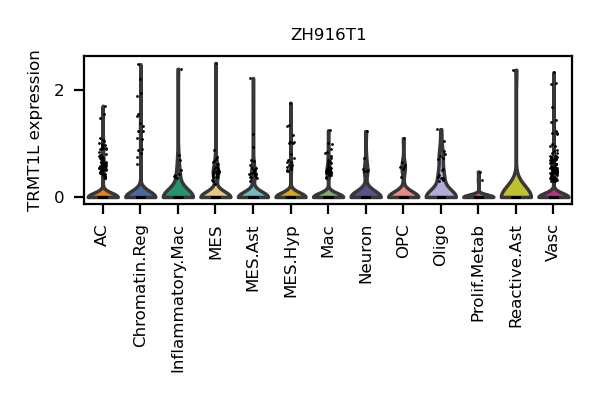 ZH916T1
TRMT1L expression
2
0
AC
Chromatin.Reg
Inflammatory.Mac
MES
MES.Ast
MES.Hyp
Mac
Neuron
OPC
Oligo
Prolif.Metab
Reactive.Ast
Vasc